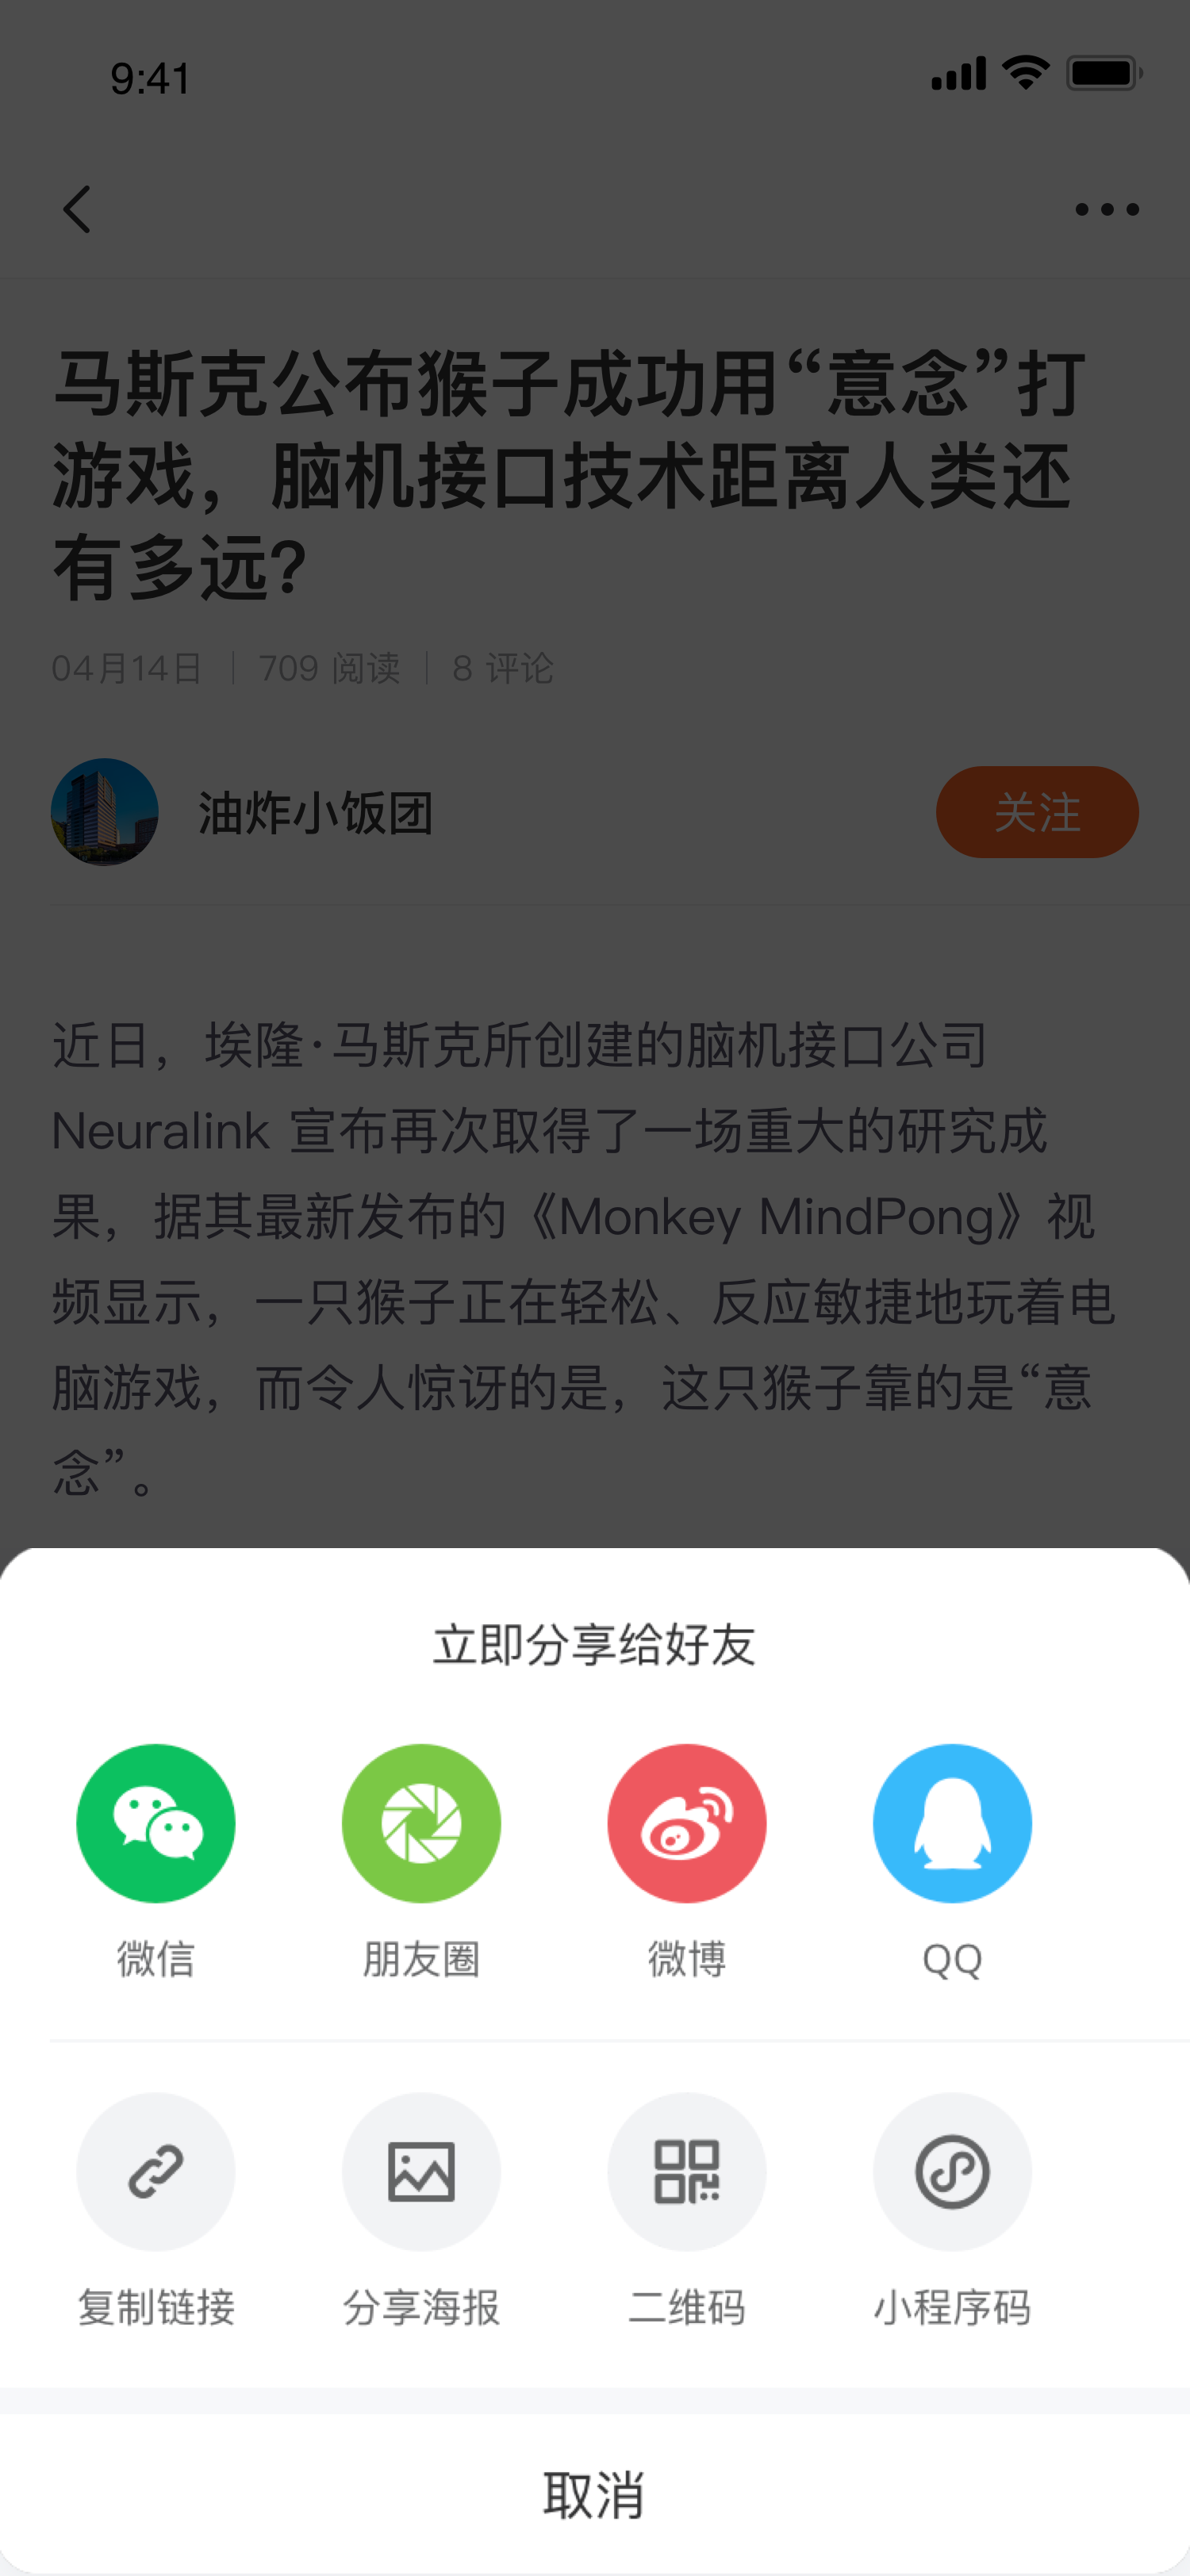 9:41
马斯克公布猴子成功用“意念”打
游戏，脑机接口技术距离人类还
有多远？
04月14日 | 709 阅读 | 8 评论
油炸小饭团
关注
近日，埃隆·马斯克所创建的脑机接口公司
Neuralink 宣布再次取得了一场重大的研究成
果，据其最新发布的《Monkey MindPong》视
频显示，一只猴子正在轻松、反应敏捷地玩着电
脑游戏，而令人惊讶的是，这只猴子靠的是“意
念”。
立即分享给好友
微信 朋友圈 微博 QQ
复制链接 分享海报 二维码 小程序码
取消